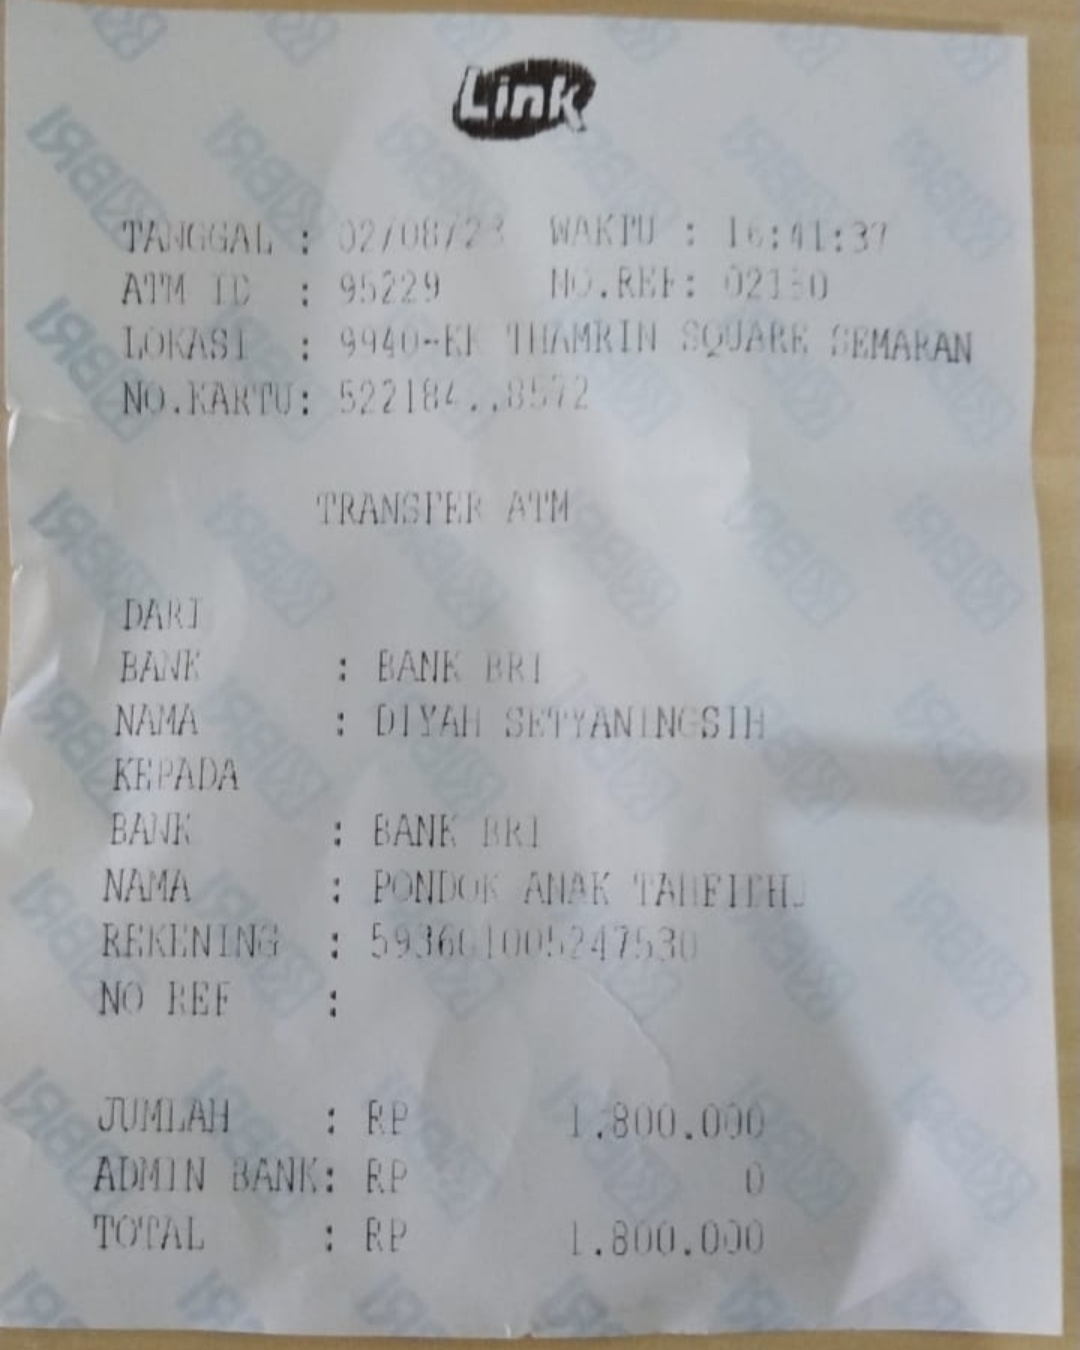 Link
TANGGAL : 02/08/23 WAKTU : 16:41:37
ATM ID : 95229 NO.REF:
LOKASI : 9940-KK THAMRIN SQUARE SEMARAN
NO.KARTU: 522184..8572
TRANSFER ATM
DARI
BANK : BANK BRI
NAMA : DIYAH SETYANINGSIH
KEPADA
BANK : BANK BRI
NAMA : PONDOK ANAK
REKENING : 593601005247530
NO REF :
JUMLAH : RP 1.800.000
ADMIN BANK: RP 0
TOTAL : RP 1.800.000